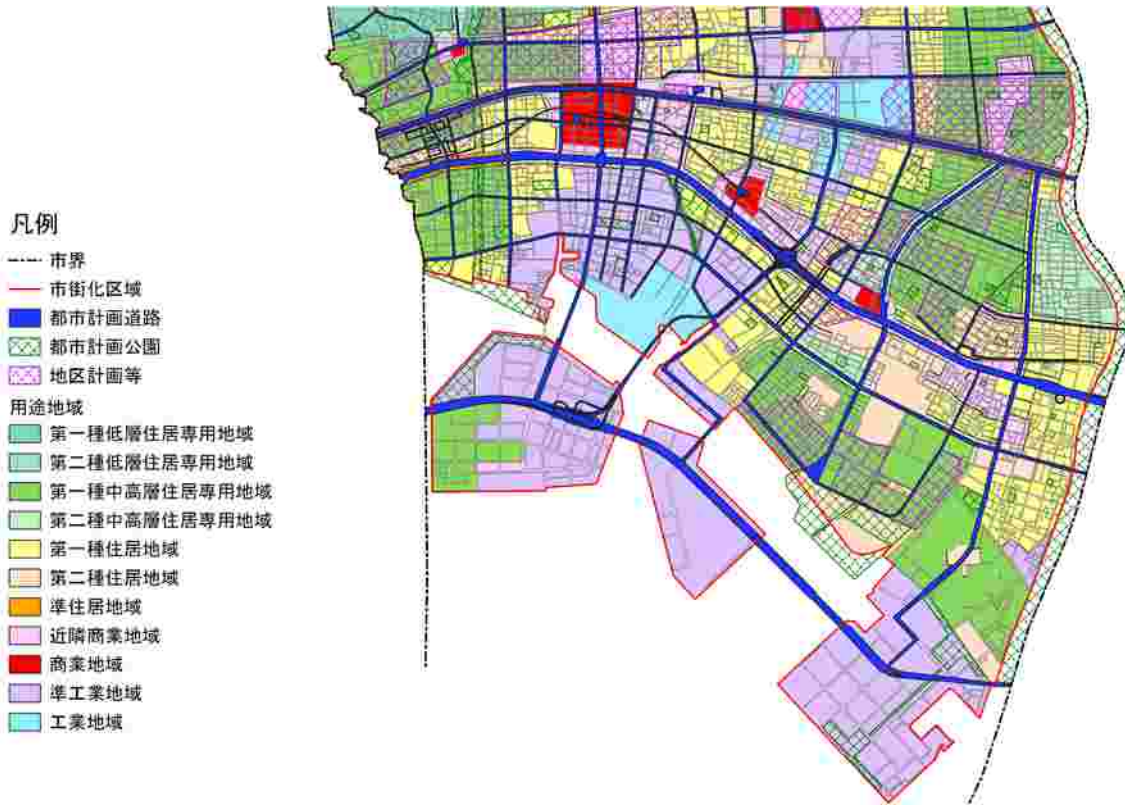 凡例
市界
市街化区域
都市計画道路
都市計画公園
地区計画等
用途地域
第一種低層住居専用地域
第二種低層住居専用地域
第一種中高層住居専用地域
第二種中高層住居専用地域
第一種住居地域
第二種住居地域
準住居地域
近隣商業地域
商業地域
準工業地域
工業地域